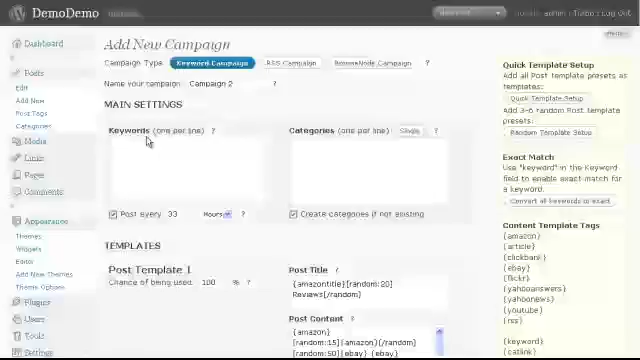 DemoDemo
admin
Log Out
Dashboard
Posts
Edit
Add New
Post Tags
Categories
Media
Links
Pages
Comments
Appearance
Themes
Widgets
Editor
Add New Themes
Theme Options
Plugins
Users
Tools
Settings
Add New Campaign
Campaign Type: Keyword Campaign RSS Campaign BrowseNode Campaign ?
Name your campaign: Campaign 2 ?
MAIN SETTINGS
Keywords (one per line) ?
Categories (one per line) Single ?
Post every 33 Hours ?
Create categories if not existing
TEMPLATES
Post Template 1
Chance of being used: 100 % ?
Post Title ?
{amazontitle}[random:20]
Reviews[/random]
Post Content ?
{amazon}
[random:15]{amazon}[/random]
[random:50]{ebay} {ebay}
Quick Template Setup
Add all Post template presets as
templates:
Quick Template Setup
Add 3-6 random Post template
presets:
Random Template Setup
Exact Match
Use "keyword" in the Keyword
field to enable exact match for
a keyword.
Convert all keywords to exact
Content Template Tags
{amazon}
{article}
{clickbank}
{ebay}
{flickr}
{yahooanswers}
{yahoonews}
{youtube}
{rss}
{keyword}
{catlink}